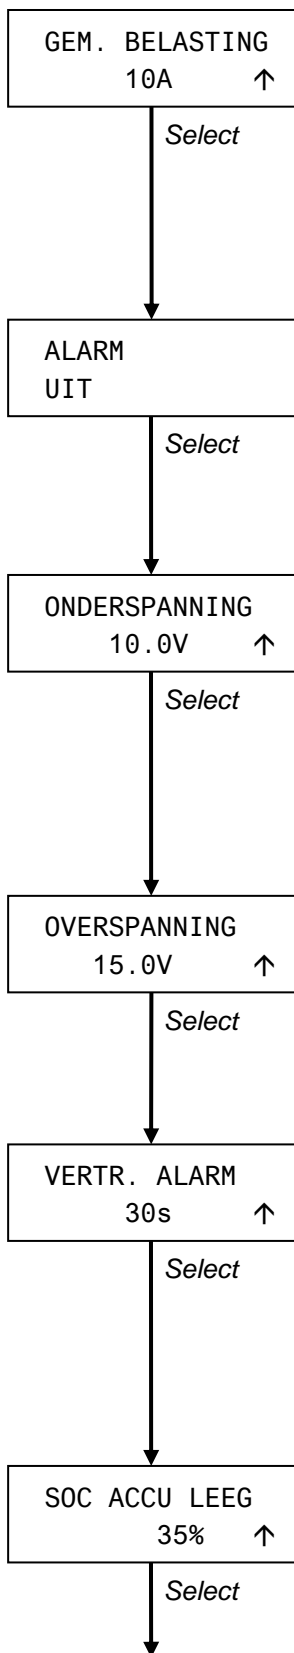 GEM. BELASTING
10A ↑
Select
ALARM
UIT
Select
ONDERSPANNING
10.0V ↑
Select
OVERSPANNING
15.0V ↑
Select
VERTR. ALARM
30s ↑
Select
SOC ACCU LEEG
35% ↑
Select